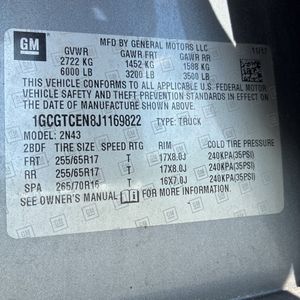 GM
MFD BY GENERAL MOTORS LLC 11/17
GVWR GAWR FRT GAWR RR
2722 KG 1452 KG 1588 KG
6000 LB 3200 LB 3500 LB
THIS VEHICLE CONFORMS TO ALL APPLICABLE U.S. FEDERAL MOTOR
VEHICLE SAFETY AND THEFT PREVENTION STANDARDS IN EFFECT ON THE
DATE OF MANUFACTURE SHOWN ABOVE.
1GCGTCEN8J1169822 TYPE: TRUCK
MODEL: 2N43
2BDF TIRE SIZE SPEED RTG RIM COLD TIRE PRESSURE
FRT 255/65R17 T 17X8.0J 240KPA(35PSI)
RR 255/65R17 T 17X8.0J 240KPA(35PSI)
SPA 265/70R16 T 16X7.0J 240KPA(35PSI)
SEE OWNER'S MANUAL FOR MORE INFORMATION.